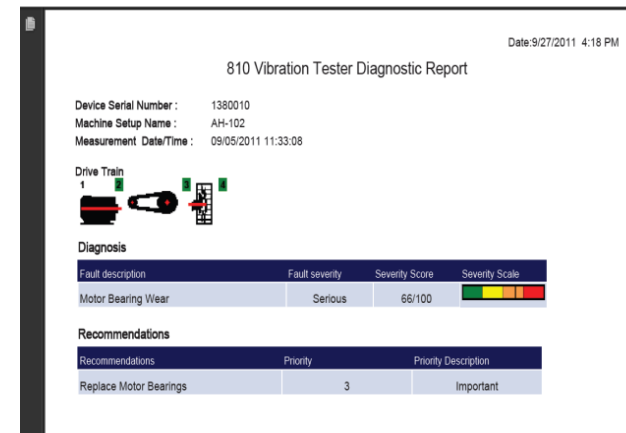 Date:9/27/2011 4:18 PM
810 Vibration Tester Diagnostic Report
Device Serial Number : 1380010
Machine Setup Name : AH-102
Measurement Date/Time : 09/05/2011 11:33:08
Drive Train
1 2 3 4
Diagnosis
Fault description Fault severity Severity Score Severity Scale
Motor Bearing Wear Serious 66/100
Recommendations
Recommendations Priority Priority Description
Replace Motor Bearings 3 Important